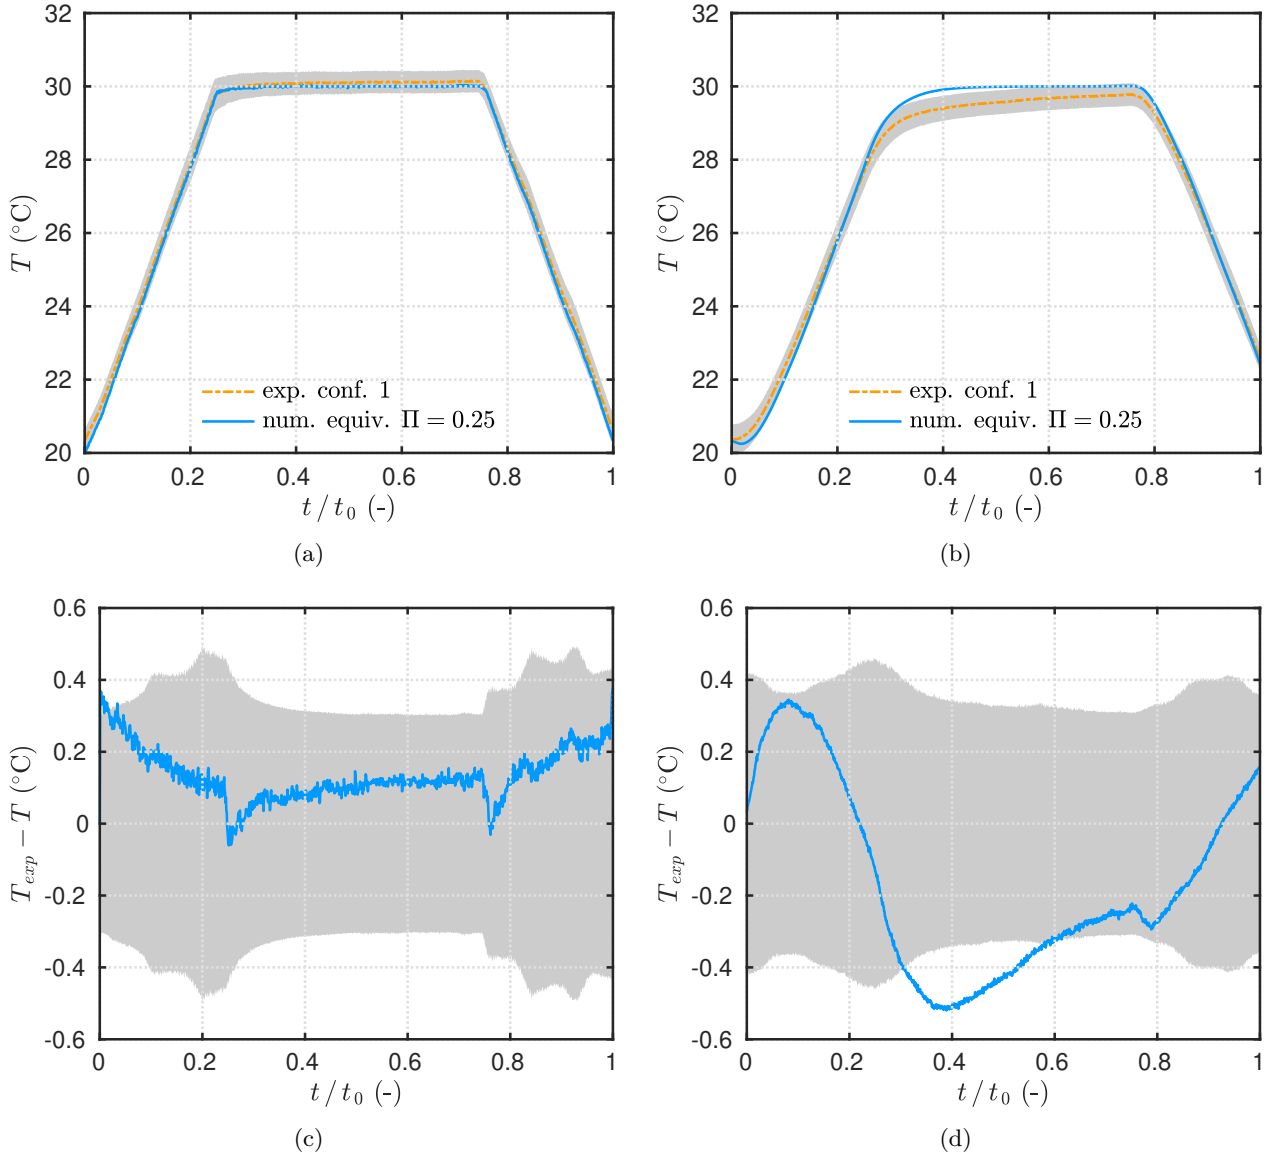 32
30
28
26
24
22
20
T (°C)
exp. conf. 1
num. equiv. Π = 0.25
0 0.2 0.4 0.6 0.8 1
t / t0 (-)
(a)
32
30
28
26
24
22
20
T (°C)
exp. conf. 1
num. equiv. Π = 0.25
0 0.2 0.4 0.6 0.8 1
t / t0 (-)
(b)
0.6
0.4
0.2
0
-0.2
-0.4
-0.6
Texp − T (°C)
0 0.2 0.4 0.6 0.8 1
t / t0 (-)
(c)
0.6
0.4
0.2
0
-0.2
-0.4
-0.6
Texp − T (°C)
0 0.2 0.4 0.6 0.8 1
t / t0 (-)
(d)